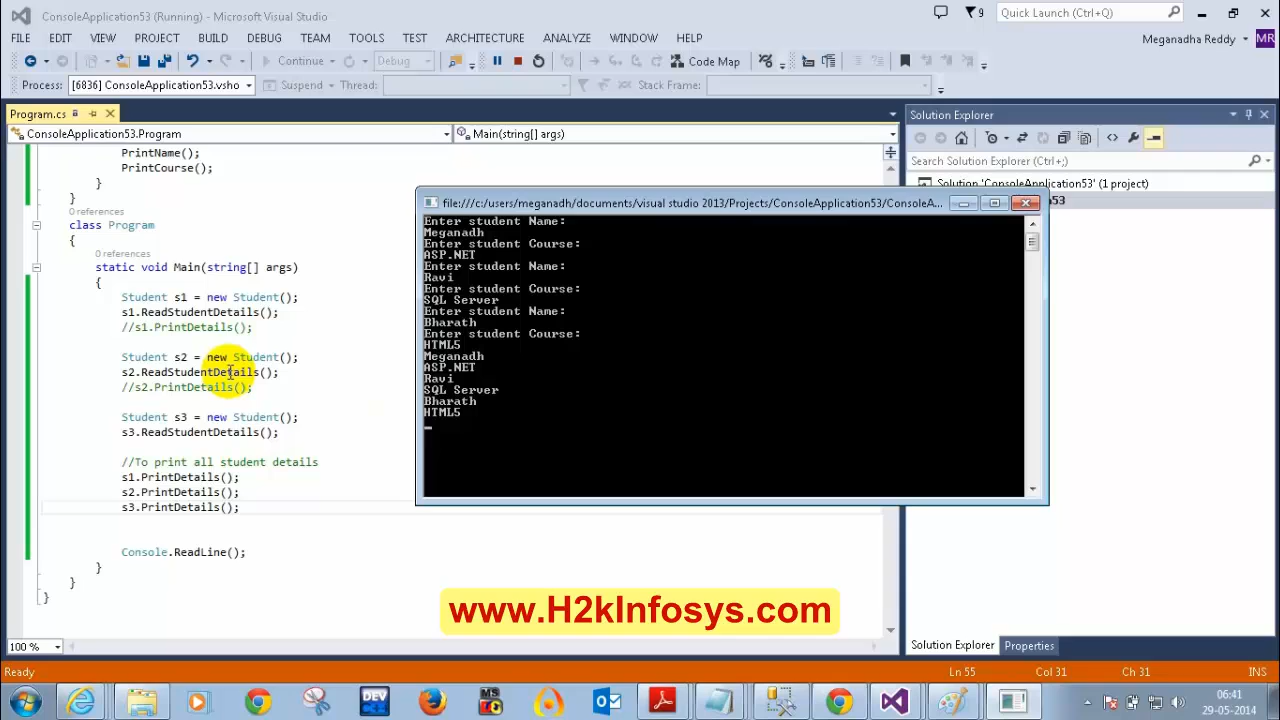 ConsoleApplication53 (Running) - Microsoft Visual Studio
9
Quick Launch (Ctrl+Q)
FILE EDIT VIEW PROJECT BUILD DEBUG TEAM TOOLS TEST ARCHITECTURE ANALYZE WINDOW HELP
Meganadha Reddy
MR
Continue
Debug
Code Map
Process: [6836] ConsoleApplication53.vsho
Suspend
Thread:
Stack Frame:
Program.cs
Solution Explorer
ConsoleApplication53.Program
Main(string[] args)
Search Solution Explorer (Ctrl+;)
Solution 'ConsoleApplication53' (1 project)
53
PrintName();
PrintCourse();
}
}
0 references
class Program
{
0 references
static void Main(string[] args)
{
Student s1 = new Student();
s1.ReadStudentDetails();
//s1.PrintDetails();
Student s2 = new Student();
s2.ReadStudentDetails();
//s2.PrintDetails();
Student s3 = new Student();
s3.ReadStudentDetails();
//To print all student details
s1.PrintDetails();
s2.PrintDetails();
s3.PrintDetails();
Console.ReadLine();
}
}
}
file:///c:/users/meganadh/documents/visual studio 2013/Projects/ConsoleApplication53/ConsoleA...
Enter student Name:
Meganadh
Enter student Course:
ASP.NET
Enter student Name:
Ravi
Enter student Course:
SQL Server
Enter student Name:
Bharath
Enter student Course:
HTML5
Meganadh
ASP.NET
Ravi
SQL Server
Bharath
HTML5
www.H2kInfosys.com
100 %
Solution Explorer Properties
Ready
Ln 55
Col 31
Ch 31
INS
DEV
MS
06:41
29-05-2014